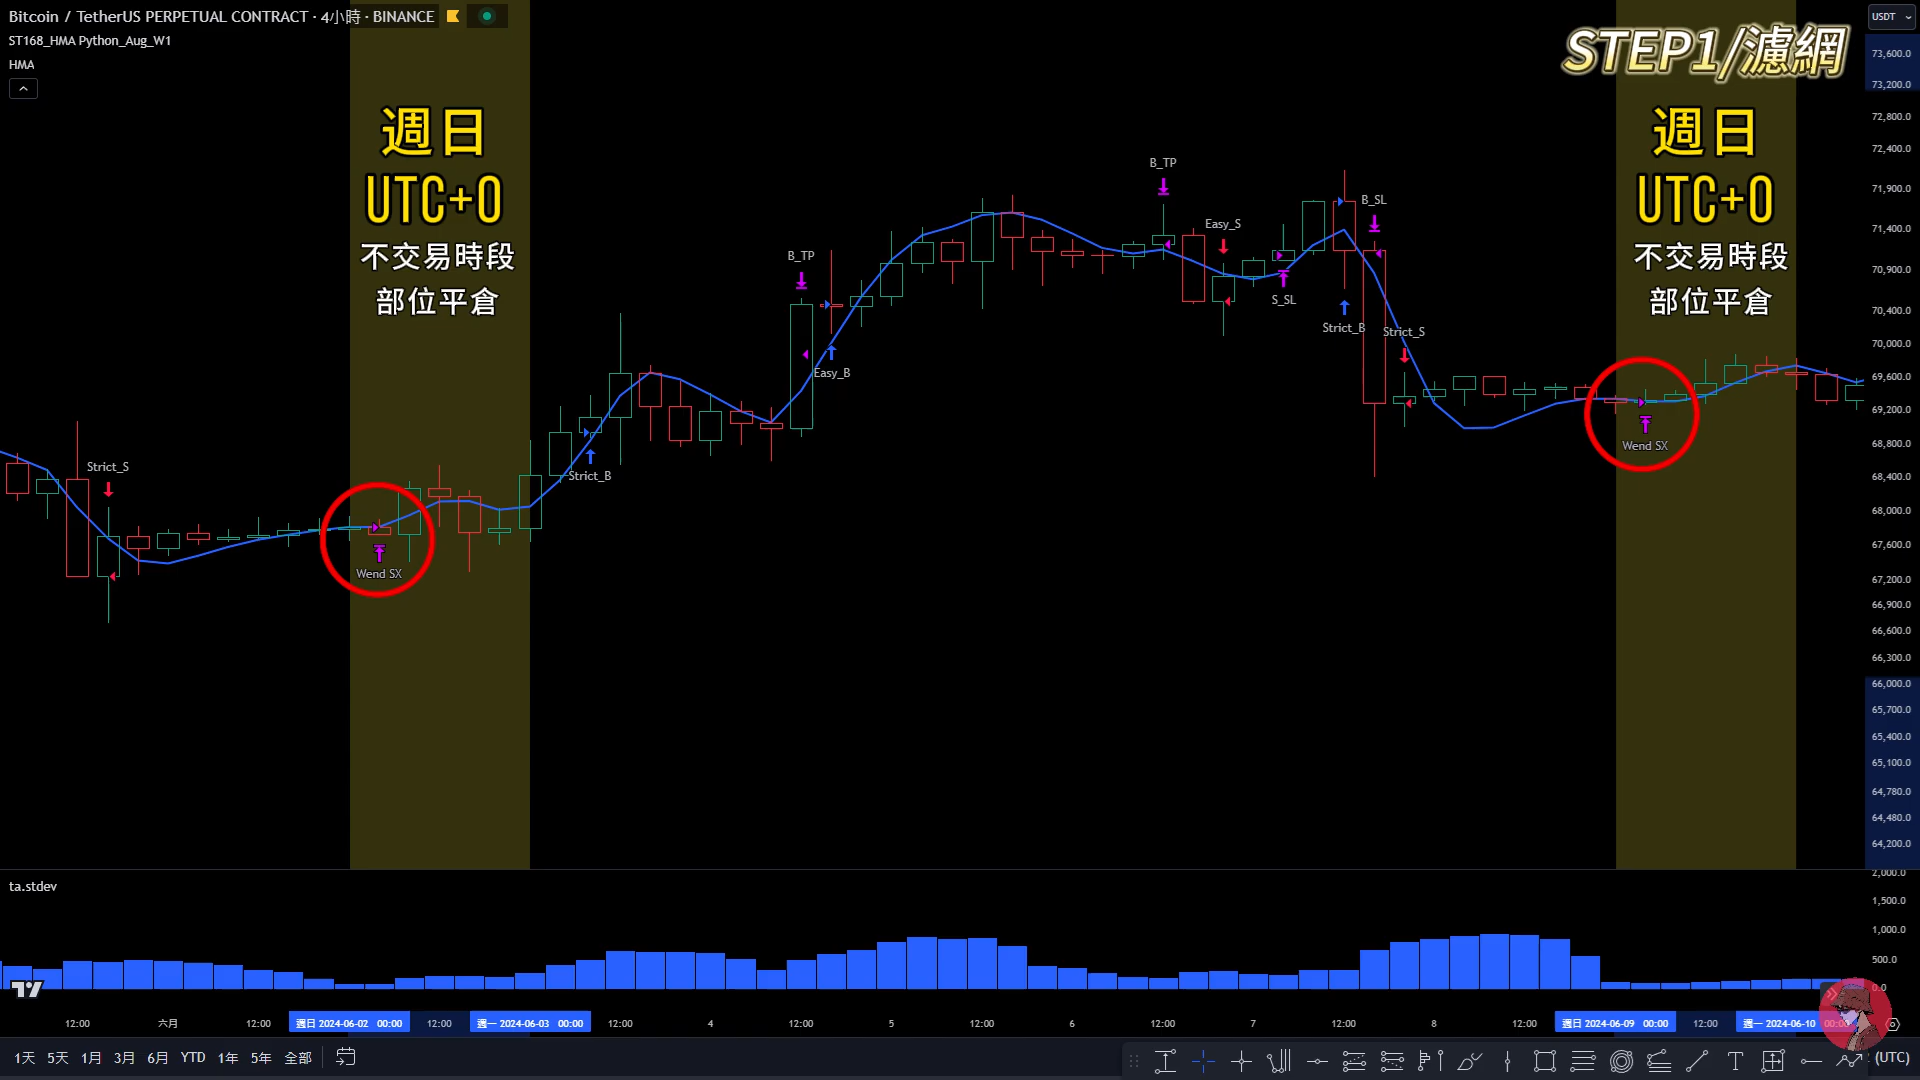 Bitcoin / TetherUS PERPETUAL CONTRACT · 4小時 · BINANCE
ST168_HMA Python_Aug_W1
HMA
STEP1/濾網
USDT
週日
UTC+0
不交易時段
部位平倉
週日
UTC+0
不交易時段
部位平倉
B_TP
B_SL
Easy_S
B_TP
S_SL
Strict_B
Strict_S
Easy_B
Wend SX
Strict_S
Strict_B
Wend SX
73,600.0
73,200.0
72,800.0
72,400.0
71,900.0
71,400.0
70,900.0
70,400.0
70,000.0
69,600.0
69,200.0
68,800.0
68,400.0
68,000.0
67,600.0
67,200.0
66,900.0
66,600.0
66,300.0
66,000.0
65,700.0
65,400.0
65,100.0
64,780.0
64,480.0
64,200.0
ta.stdev
2,000.0
1,500.0
1,000.0
500.0
12:00 六月 12:00 週日 2024-06-02 00:00 12:00 週一 2024-06-03 00:00 12:00 4 12:00 5 12:00 6 12:00 7 12:00 8 12:00 週日 2024-06-09 00:00 12:00 週一 2024-06-10
1天 5天 1月 3月 6月 YTD 1年 5年 全部 (UTC)